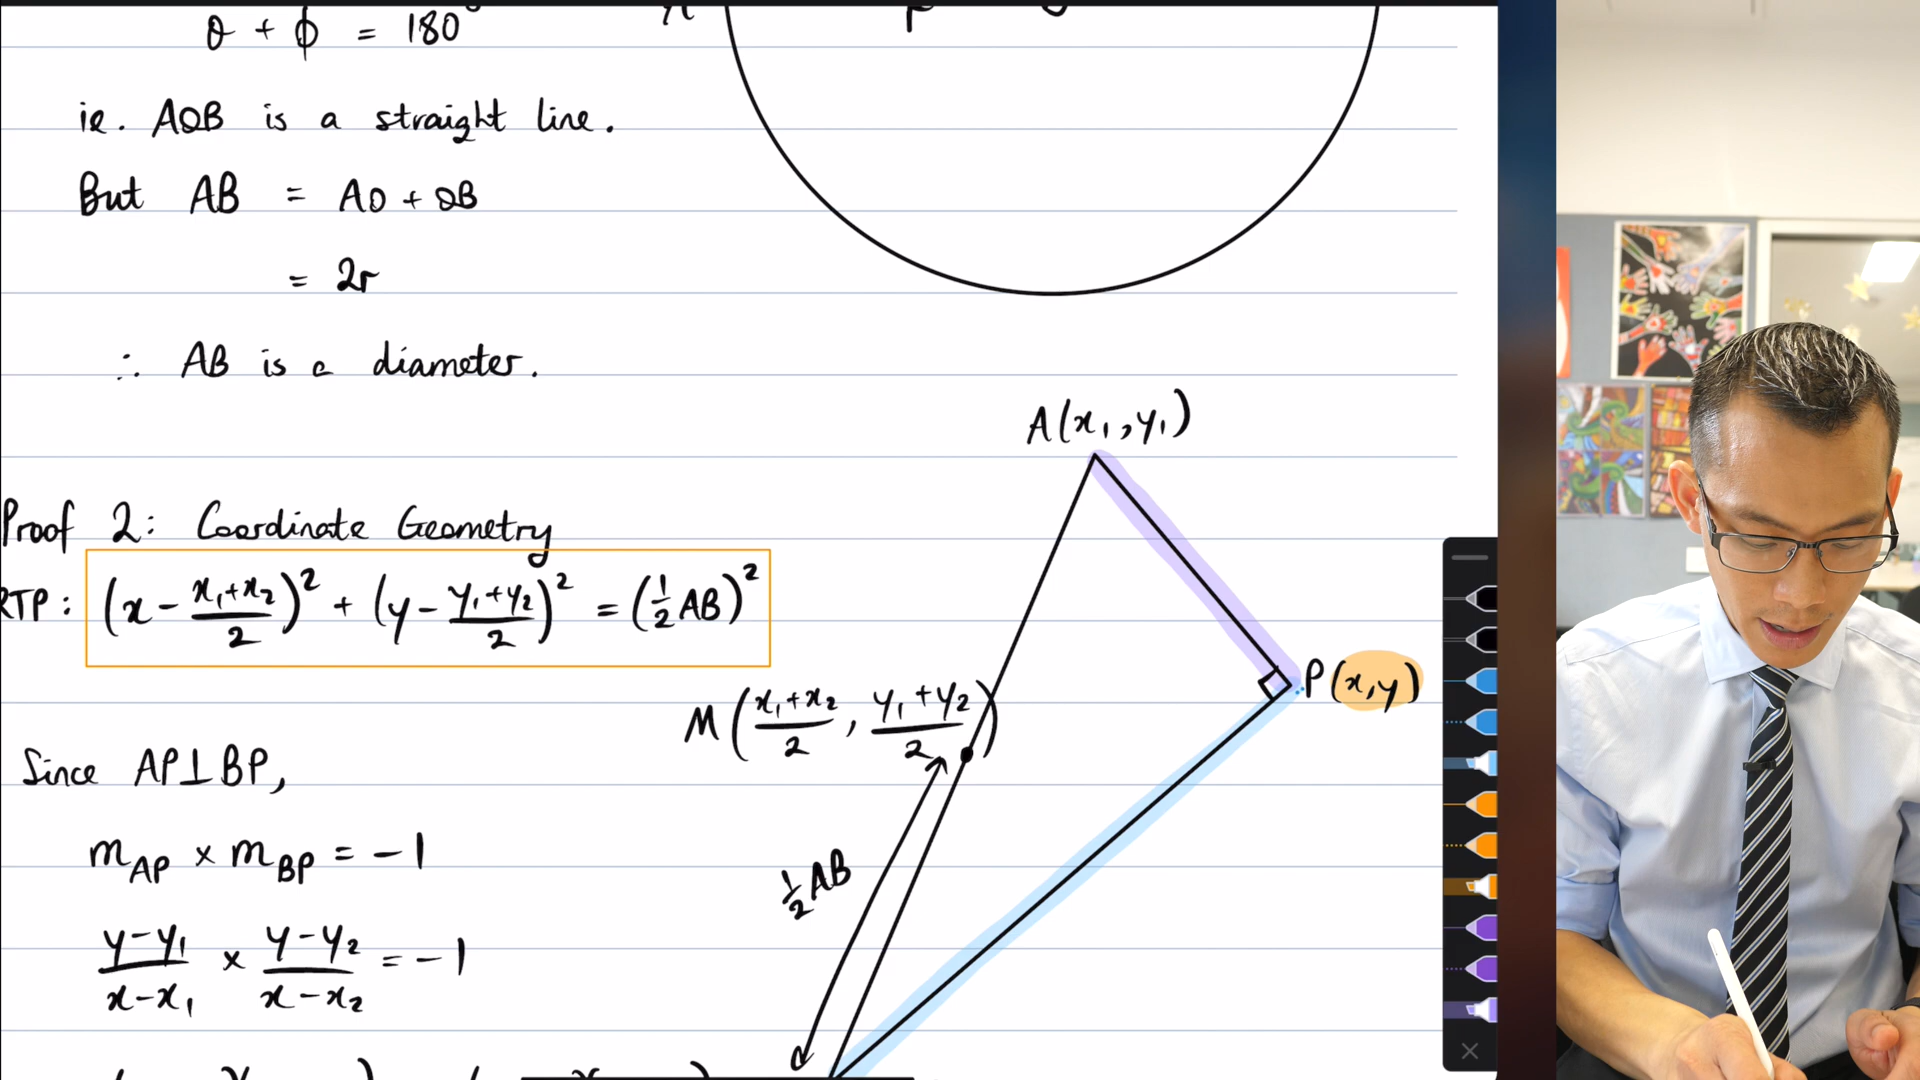 θ + ϕ = 180°
ie. AOB is a straight line.
But AB = AO + OB
= 2r
∴ AB is a diameter.
A(x₁,y₁)
Proof 2: Coordinate Geometry
RTP: (x - (x₁+x₂)/2)² + (y - (y₁+y₂)/2)² = (½AB)²
P(x,y)
M((x₁+x₂)/2, (y₁+y₂)/2)
Since AP⊥BP,
m_AP × m_BP = -1
½AB
(y-y₁)/(x-x₁) × (y-y₂)/(x-x₂) = -1